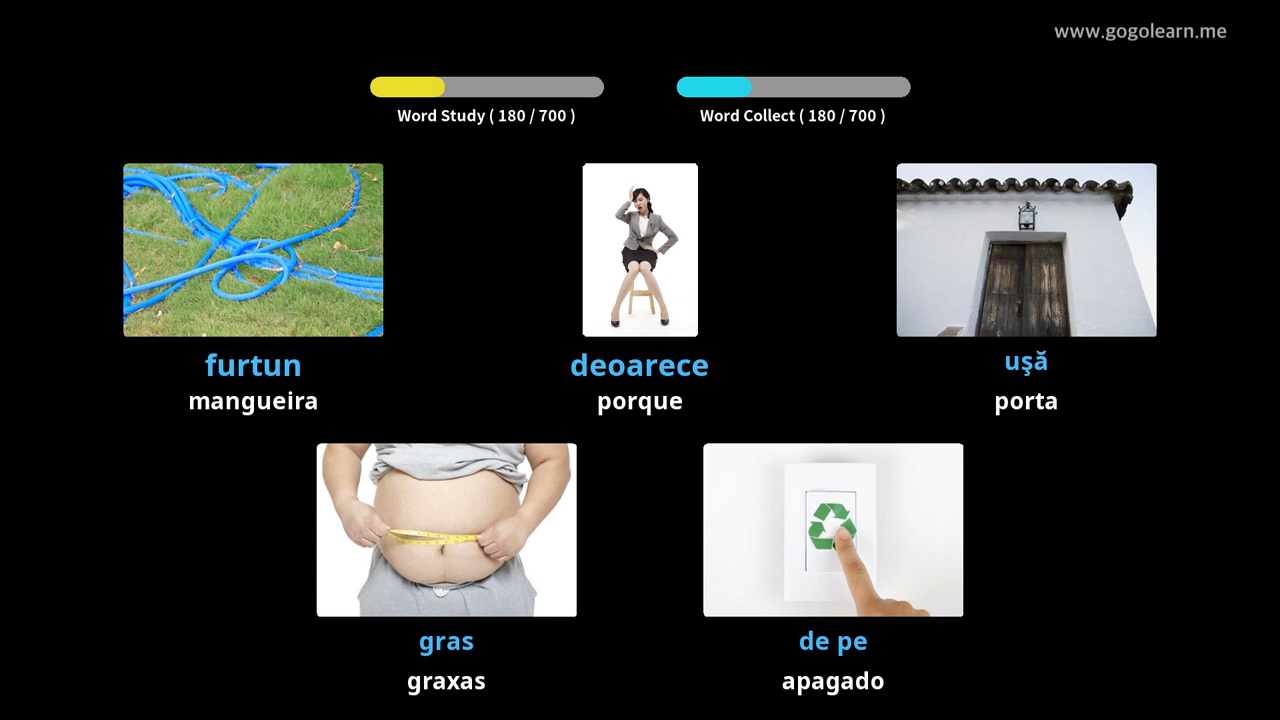 www.gogolearn.me
Word Study ( 180 / 700 )
Word Collect ( 180 / 700 )
furtun
mangueira
deoarece
porque
uşă
porta
gras
graxas
de pe
apagado